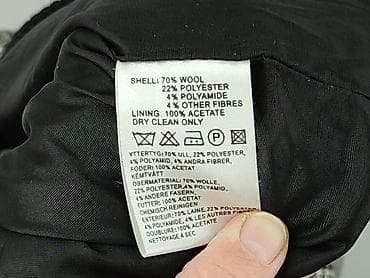 SHELL: 70% WOOL
22% POLYESTER
4% POLYAMIDE
4% OTHER FIBRES
LINING: 100% ACETATE
DRY CLEAN ONLY
P
YTTERTYG: 70% ULL, 22% POLYESTER,
4% POLYAMID, 4% ANDRA FIBRER,
FODER: 100% ACETAT
KEMTVÄTT
OBERMATERIAL: 70% WOLLE,
22% POLYESTER, 4% POLYAMID,
4% ANDERE FASERN,
FUTTER: 100% ACETAT
CHEMISCH REINIGEN
EXTERIEUR: 70% LAINE, 22% POLYESTER,
4% POLYAMIDE, 4% LES AUTRES
DOUBLURE: 100% ACETATE
NETTOYAGE A SEC